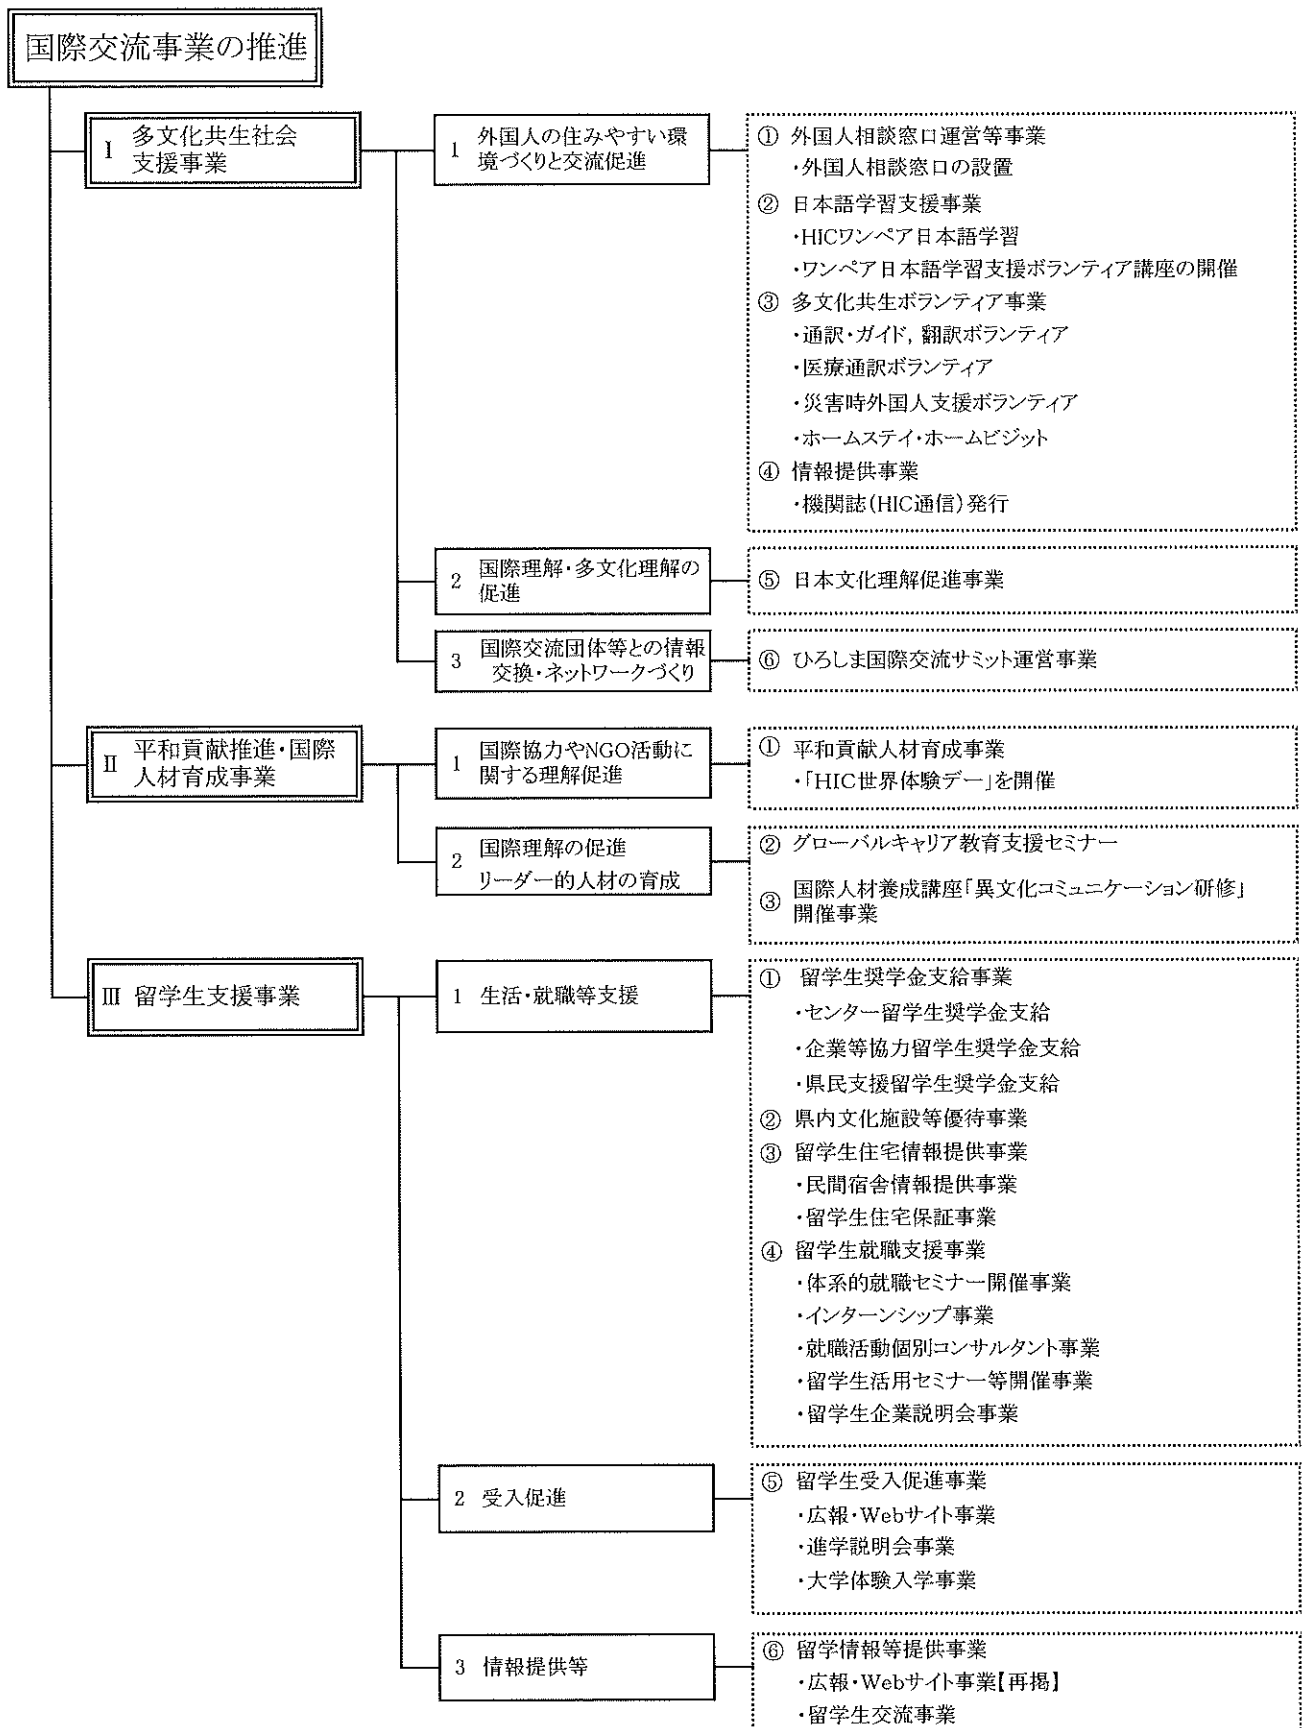 国際交流事業の推進
Ⅰ 多文化共生社会
支援事業
1 外国人の住みやすい環
境づくりと交流促進
① 外国人相談窓口運営等事業
・外国人相談窓口の設置
② 日本語学習支援事業
・HICワンペア日本語学習
・ワンペア日本語学習支援ボランティア講座の開催
③ 多文化共生ボランティア事業
・通訳・ガイド, 翻訳ボランティア
・医療通訳ボランティア
・災害時外国人支援ボランティア
・ホームステイ・ホームビジット
④ 情報提供事業
・機関誌(HIC通信)発行
2 国際理解・多文化理解の
促進
⑤ 日本文化理解促進事業
3 国際交流団体等との情報
交換・ネットワークづくり
⑥ ひろしま国際交流サミット運営事業
Ⅱ 平和貢献推進・国際
人材育成事業
1 国際協力やNGO活動に
関する理解促進
① 平和貢献人材育成事業
・「HIC世界体験デー」を開催
2 国際理解の促進
リーダー的人材の育成
② グローバルキャリア教育支援セミナー
③ 国際人材養成講座「異文化コミュニケーション研修」
開催事業
Ⅲ 留学生支援事業
1 生活・就職等支援
① 留学生奨学金支給事業
・センター留学生奨学金支給
・企業等協力留学生奨学金支給
・県民支援留学生奨学金支給
② 県内文化施設等優待事業
③ 留学生住宅情報提供事業
・民間宿舎情報提供事業
・留学生住宅保証事業
④ 留学生就職支援事業
・体系的就職セミナー開催事業
・インターンシップ事業
・就職活動個別コンサルタント事業
・留学生活用セミナー等開催事業
・留学生企業説明会事業
2 受入促進
⑤ 留学生受入促進事業
・広報・Webサイト事業
・進学説明会事業
・大学体験入学事業
3 情報提供等
⑥ 留学情報等提供事業
・広報・Webサイト事業【再掲】
・留学生交流事業